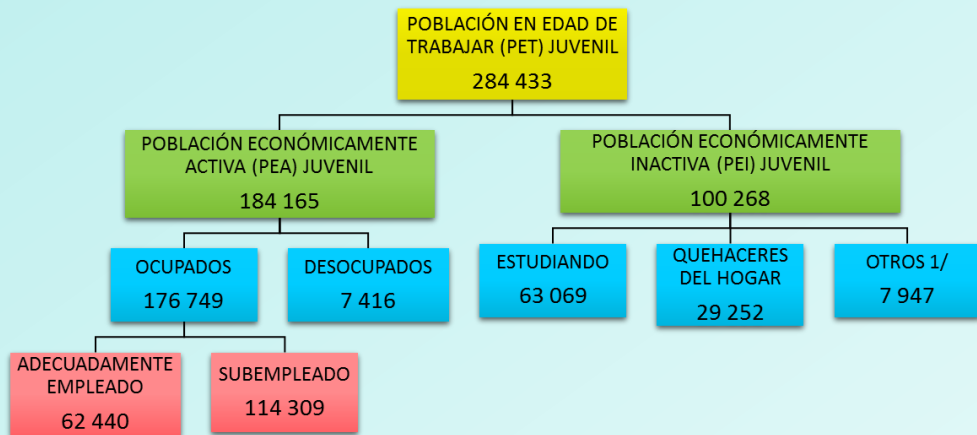 POBLACIÓN EN EDAD DE
TRABAJAR (PET) JUVENIL
284 433
POBLACIÓN ECONÓMICAMENTE
ACTIVA (PEA) JUVENIL
184 165
POBLACIÓN ECONÓMICAMENTE
INACTIVA (PEI) JUVENIL
100 268
OCUPADOS
176 749
DESOCUPADOS
7 416
ESTUDIANDO
63 069
QUEHACERES
DEL HOGAR
29 252
OTROS 1/
7 947
ADECUADAMENTE
EMPLEADO
62 440
SUBEMPLEADO
114 309